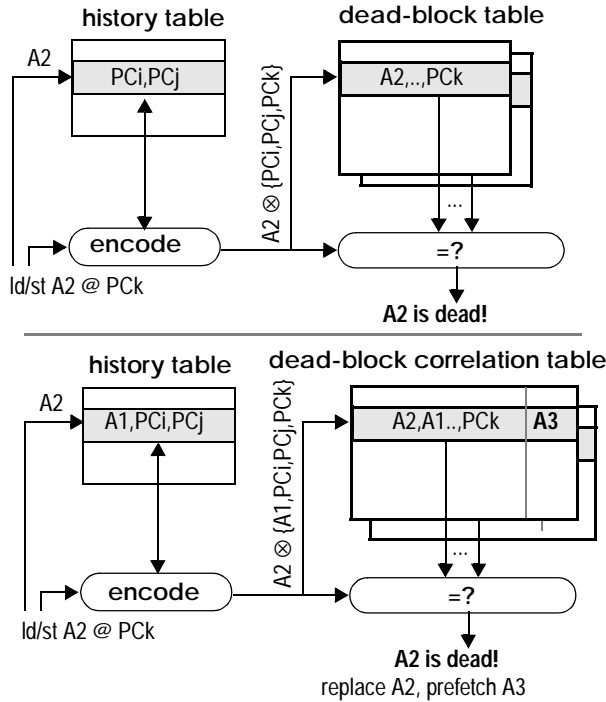 history table
dead-block table
A2
PCi,PCj
A2,..,PCk
A2 ⊗ {PCi,PCj,PCk}
...
encode
=?
ld/st A2 @ PCk
A2 is dead!
history table
dead-block correlation table
A2
A1,PCi,PCj
A2,A1..,PCk
A3
A2 ⊗ {A1,PCi,PCj,PCk}
...
encode
=?
ld/st A2 @ PCk
A2 is dead!
replace A2, prefetch A3